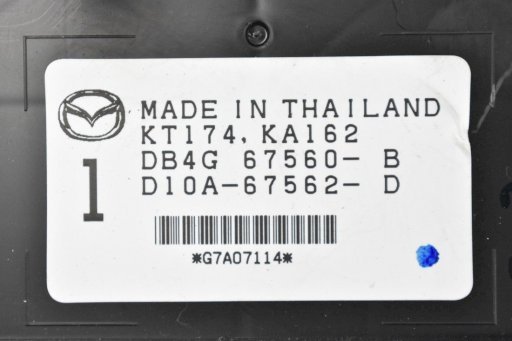 MADE IN THAILAND
KT174, KA162
DB4G 67560- B
D10A-67562- D
1
*G7A07114*